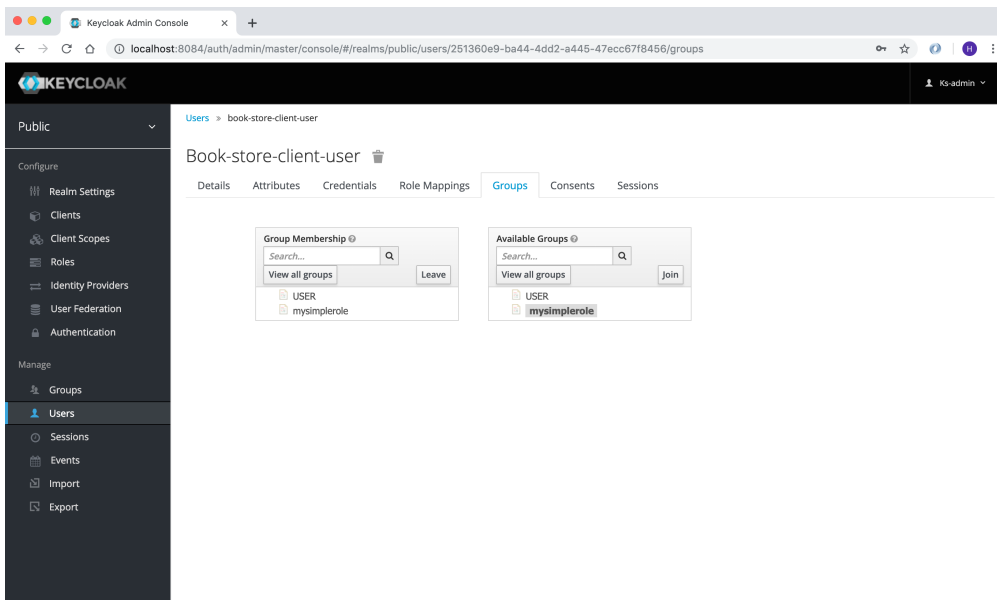 Keycloak Admin Console
localhost:8084/auth/admin/master/console/#/realms/public/users/251360e9-ba44-4dd2-a445-47ecc67f8456/groups
H
KEYCLOAK
Ks-admin
Public
Users » book-store-client-user
Book-store-client-user
Details Attributes Credentials Role Mappings Groups Consents Sessions
Configure
Realm Settings
Clients
Client Scopes
Roles
Identity Providers
User Federation
Authentication
Manage
Groups
Users
Sessions
Events
Import
Export
Group Membership
Search...
View all groups Leave
USER
mysimplerole
Available Groups
Search...
View all groups Join
USER
mysimplerole